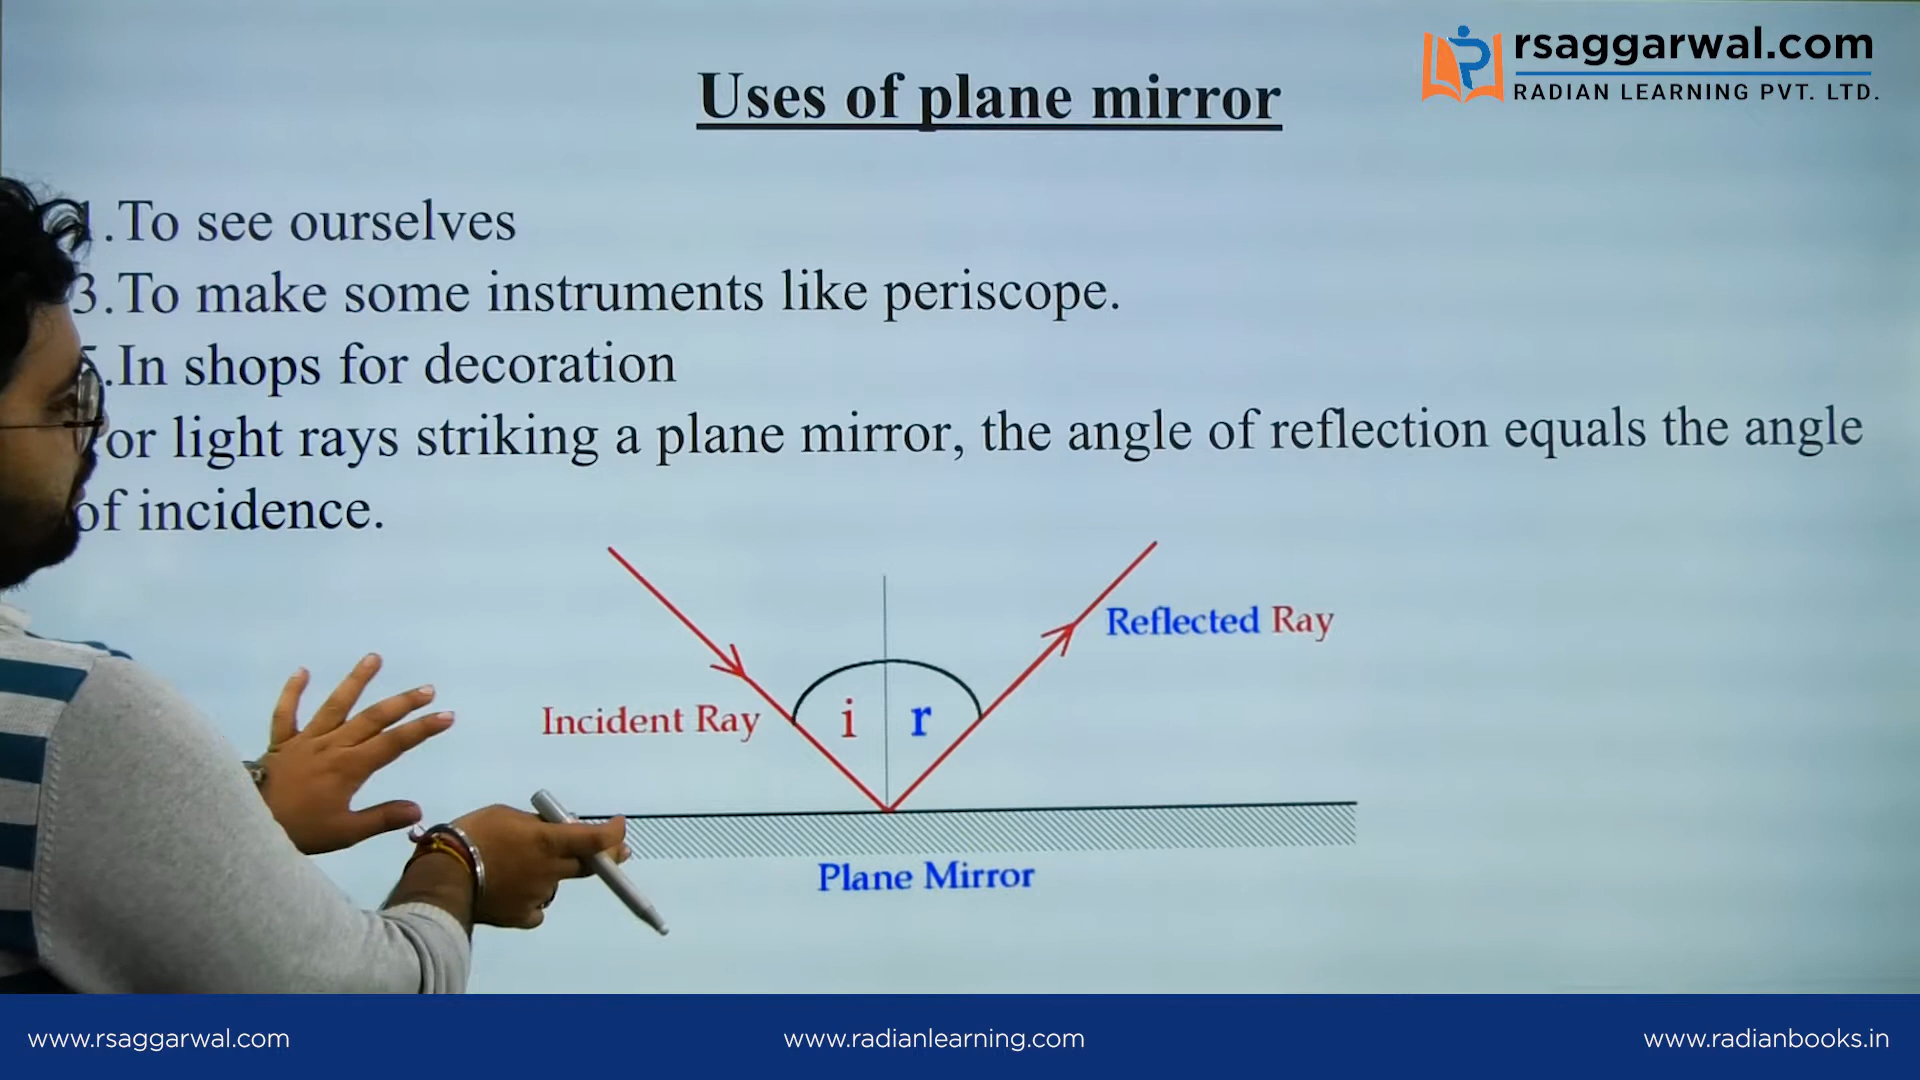 rsaggarwal.com
RADIAN LEARNING PVT. LTD.
Uses of plane mirror
1.To see ourselves
3.To make some instruments like periscope.
5.In shops for decoration
or light rays striking a plane mirror, the angle of reflection equals the angle
of incidence.
Reflected Ray
Incident Ray
i r
Plane Mirror
www.rsaggarwal.com www.radianlearning.com www.radianbooks.in